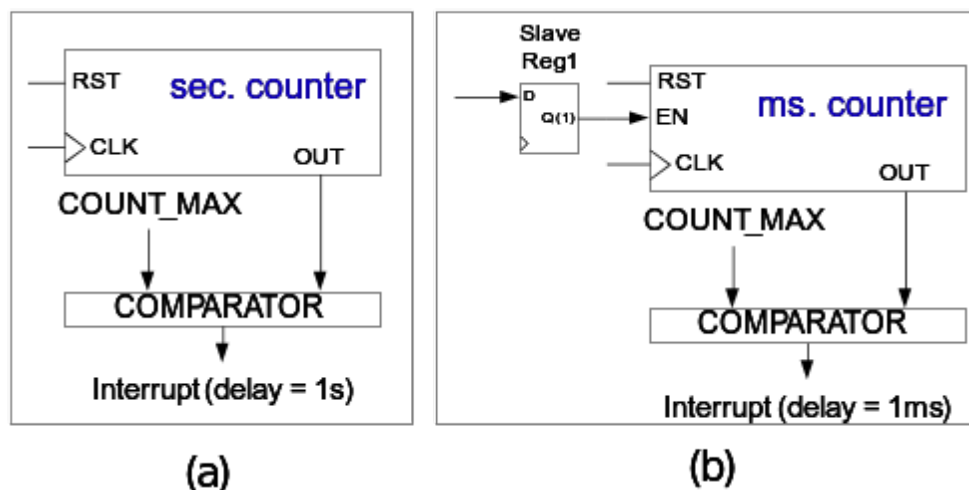 RST
sec. counter
CLK
OUT
COUNT_MAX
COMPARATOR
Interrupt (delay = 1s)
(a)
Slave
Reg1
D
Q(1)
RST
EN
ms. counter
CLK
OUT
COUNT_MAX
COMPARATOR
Interrupt (delay = 1ms)
(b)